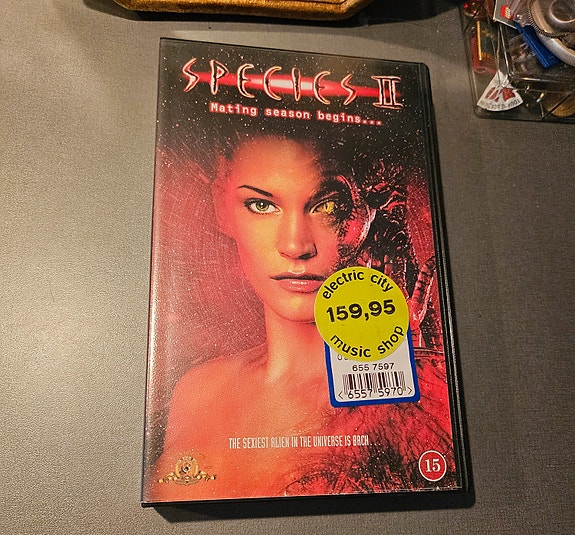 SPECIES II
Mating season begins...
electric city
159,95
music shop
655 7597
<6557 5970>
THE SEXIEST ALIEN IN THE UNIVERSE IS BACK...
15